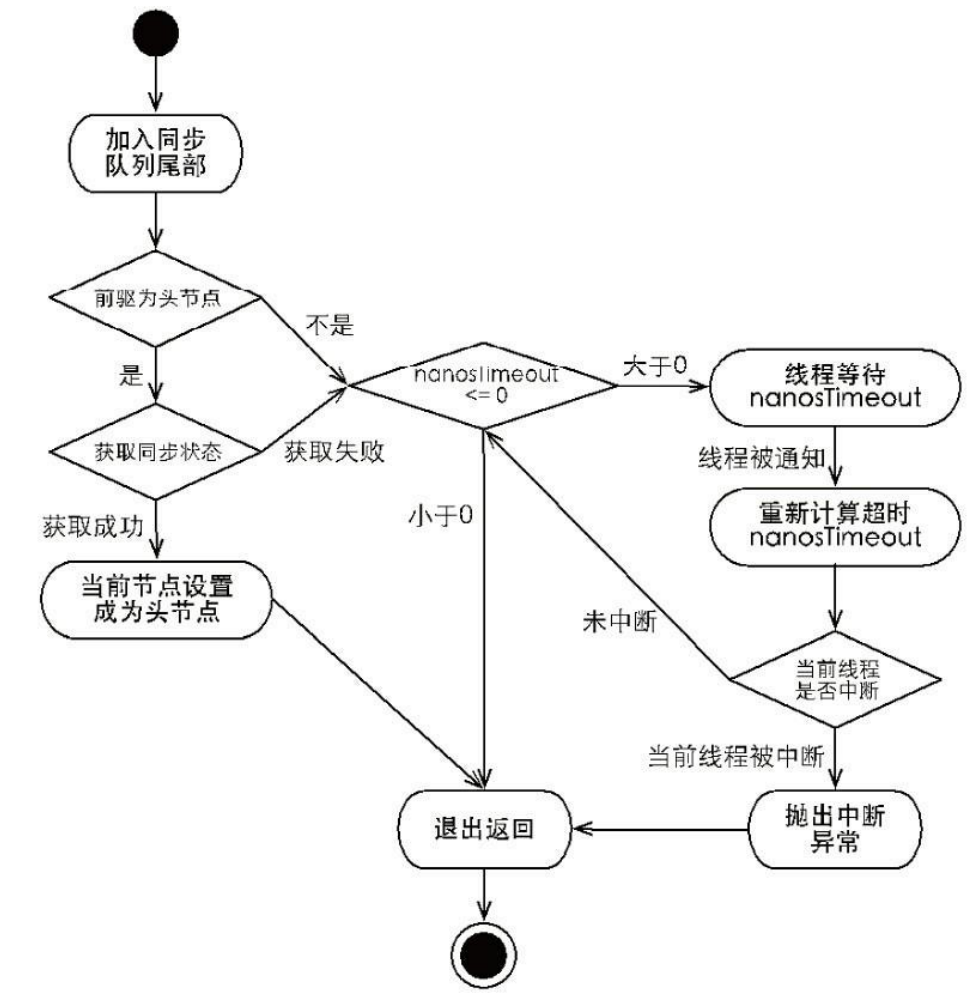 加入同步
队列尾部
前驱为头节点
不是
是
nanosTimeout
<= 0
大于0
线程等待
nanosTimeout
获取同步状态
获取失败
线程被通知
获取成功
小于0
重新计算超时
nanosTimeout
当前节点设置
成为头节点
未中断
当前线程
是否中断
当前线程被中断
退出返回
抛出中断
异常